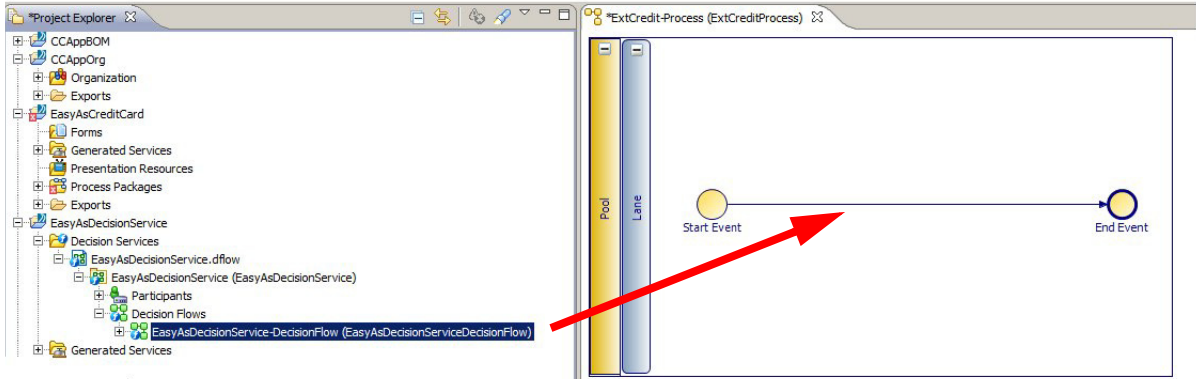 *Project Explorer
CCAppBOM
CCAppOrg
Organization
Exports
EasyAsCreditCard
Forms
Generated Services
Presentation Resources
Process Packages
Exports
EasyAsDecisionService
Decision Services
EasyAsDecisionService.dflow
EasyAsDecisionService (EasyAsDecisionService)
Participants
Decision Flows
EasyAsDecisionService-DecisionFlow (EasyAsDecisionServiceDecisionFlow)
Generated Services
*ExtCredit-Process (ExtCreditProcess)
Pool
Lane
Start Event
End Event